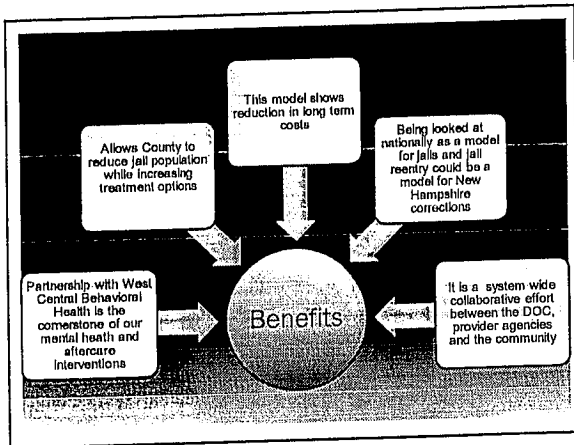 This model shows
reduction in long term
costs
Allows County to
reduce jail population
while increasing
treatment options
Being looked at
nationally as a model
for jails and jail
reentry could be a
model for New
Hampshire
corrections
Partnership with West
Central Behavioral
Health is the
cornerstone of our
mental heath and
aftercare
interventions
Benefits
It is a system wide
collaborative effort
between the DOC,
provider agencies
and the community